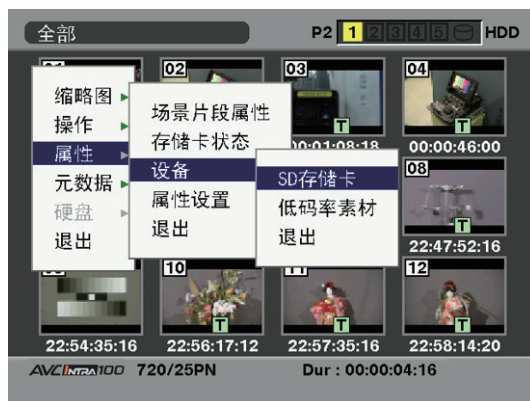 全部
P2 1 2 3 4 5 HDD
02
03
04
缩略图
操作
属性
元数据
硬盘
退出
场景片段属性
存储卡状态
设备
属性设置
退出
SD存储卡
低码率素材
退出
T
00:01:08:18
T
00:00:46:00
08
T
22:47:52:16
10
12
22:54:35:16
T
22:56:17:12
T
22:57:35:16
T
22:58:14:20
AVC INTRA 100 720/25PN Dur : 00:00:04:16